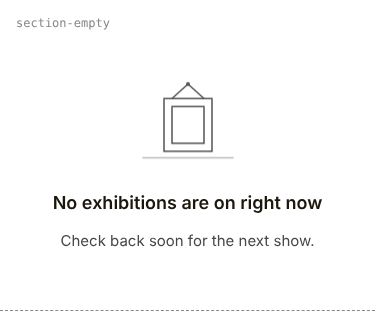 section-empty
No exhibitions are on right now
Check back soon for the next show.